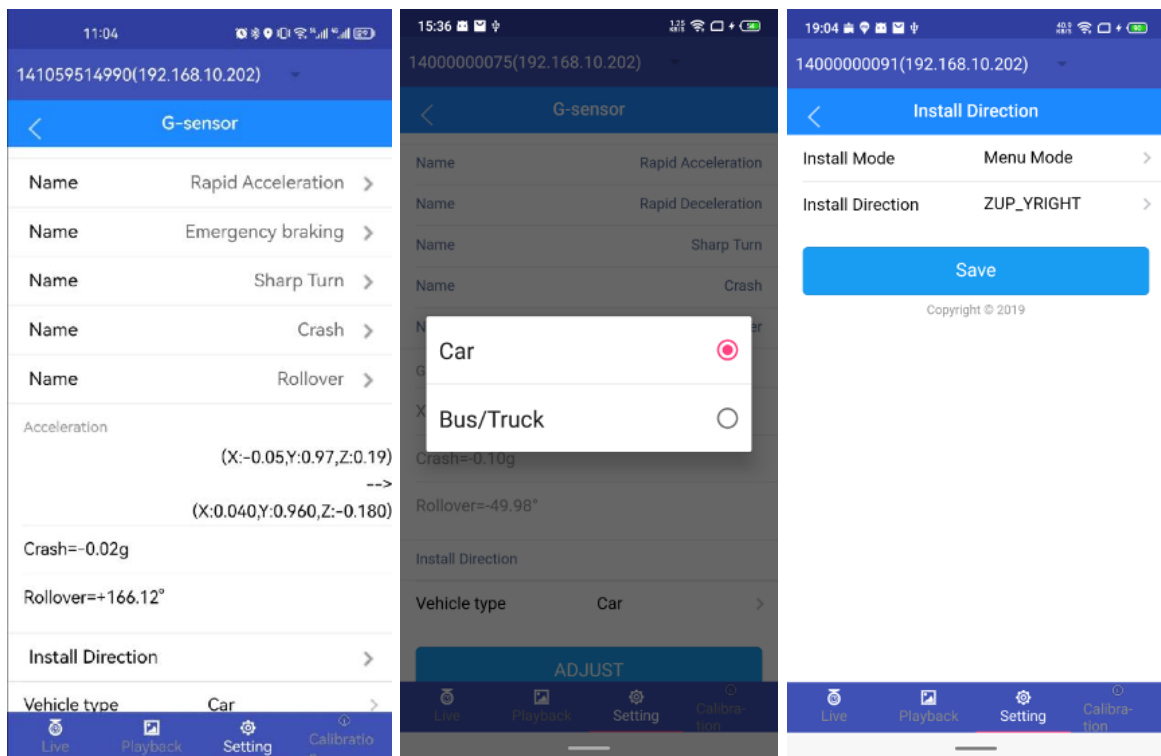 11:04
141059514990(192.168.10.202)
G-sensor
Name Rapid Acceleration
Name Emergency braking
Name Sharp Turn
Name Crash
Name Rollover
Acceleration
(X:-0.05,Y:0.97,Z:0.19)
-->
(X:0.040,Y:0.960,Z:-0.180)
Crash=-0.02g
Rollover=+166.12°
Install Direction
Vehicle type Car
Live Playback Setting Calibratio
15:36
14000000075(192.168.10.202)
G-sensor
Name Rapid Acceleration
Name Rapid Deceleration
Name Sharp Turn
Name Crash
Car
Bus/Truck
Crash=-0.10g
Rollover=-49.98°
Install Direction
Vehicle type Car
ADJUST
Live Playback Setting Calibra-
tion
19:04
14000000091(192.168.10.202)
Install Direction
Install Mode Menu Mode
Install Direction ZUP_YRIGHT
Save
Copyright © 2019
Live Playback Setting Calibra-
tion